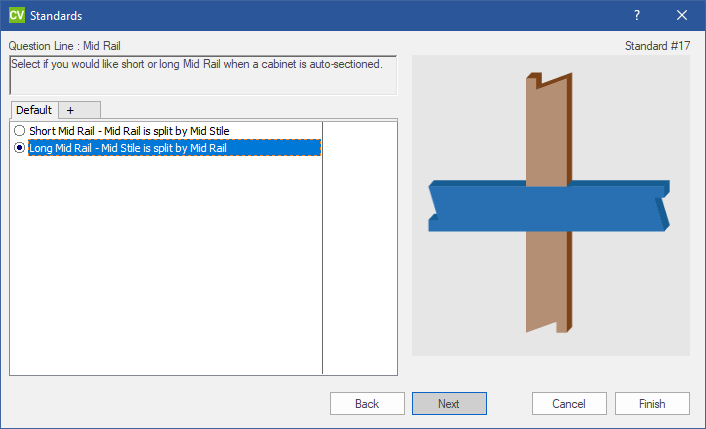 CV Standards ?
Question Line : Mid Rail Standard #17
Select if you would like short or long Mid Rail when a cabinet is auto-sectioned.
Default +
Short Mid Rail - Mid Rail is split by Mid Stile
Long Mid Rail - Mid Stile is split by Mid Rail
Back Next Cancel Finish